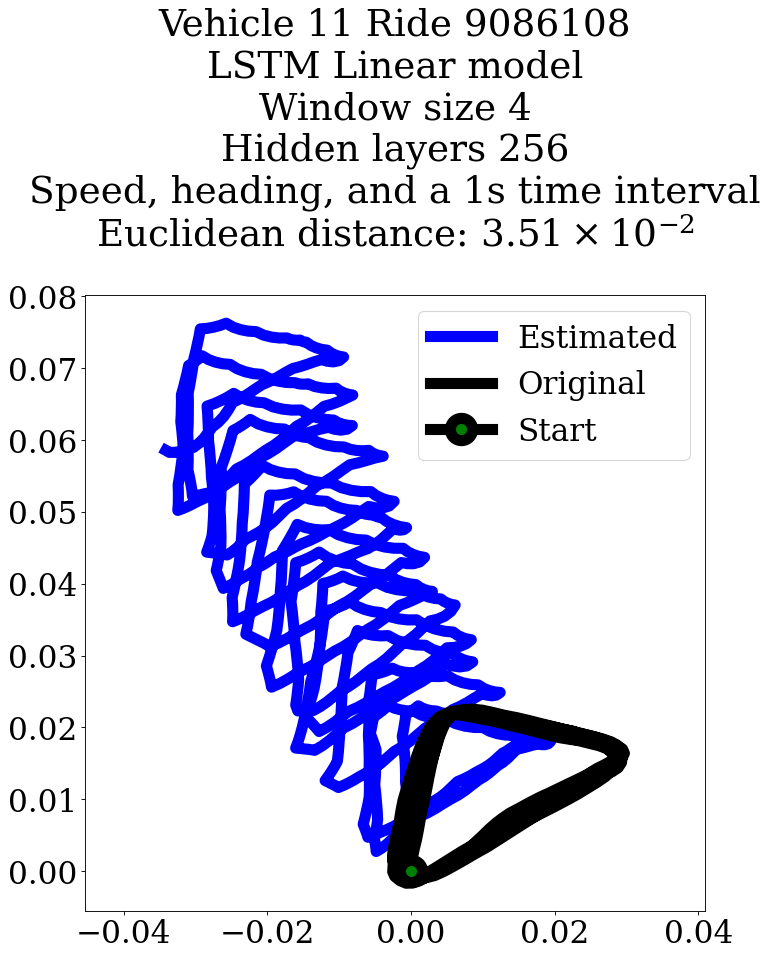 Vehicle 11 Ride 9086108
LSTM Linear model
Window size 4
Hidden layers 256
Speed, heading, and a 1s time interval
Euclidean distance: 3.51 × 10⁻²
0.08
0.07
0.06
0.05
0.04
0.03
0.02
0.01
0.00
Estimated
Original
Start
−0.04 −0.02 0.00 0.02 0.04